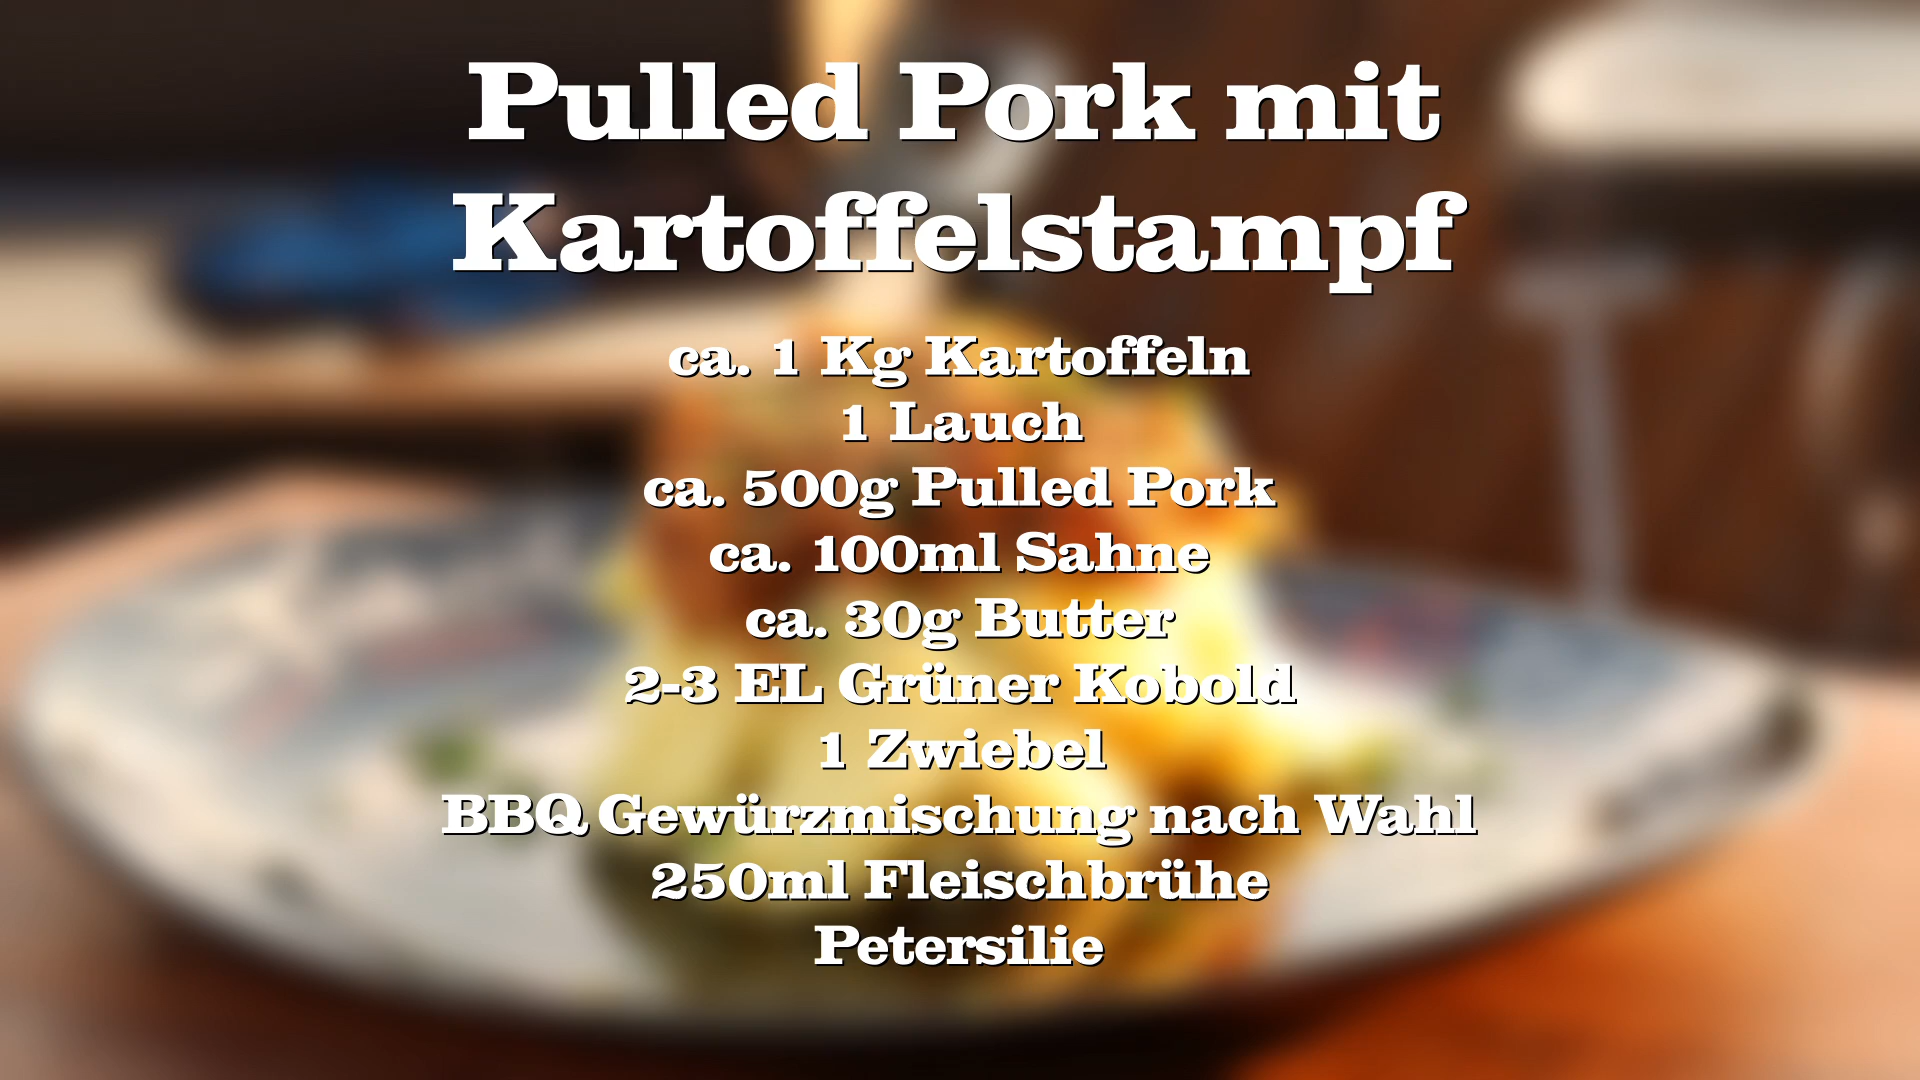 Pulled Pork mit
Kartoffelstampf
ca. 1 Kg Kartoffeln
1 Lauch
ca. 500g Pulled Pork
ca. 100ml Sahne
ca. 30g Butter
2-3 EL Grüner Kobold
1 Zwiebel
BBQ Gewürzmischung nach Wahl
250ml Fleischbrühe
Petersilie